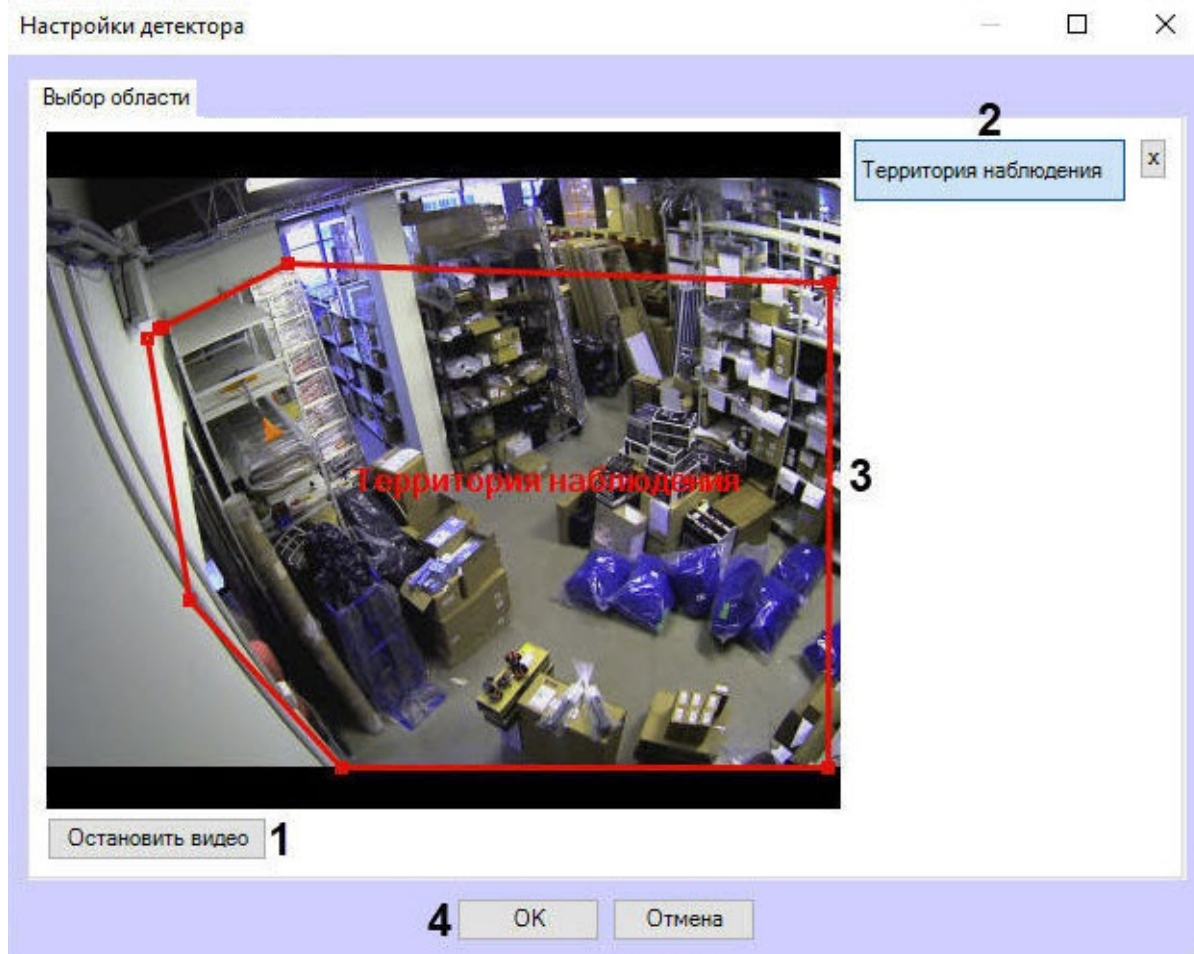 Настройки детектора
Выбор области
2
Территория наблюдения
x
Территория наблюдения
3
Остановить видео
1
4
OK
Отмена